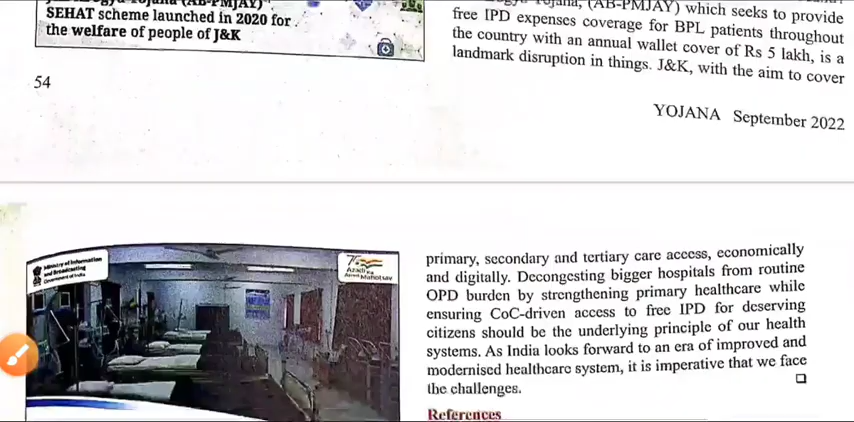 SEHAT scheme launched in 2020 for
the welfare of people of J&K
54
(AB-PMJAY) which seeks to provide
free IPD expenses coverage for BPL patients throughout
the country with an annual wallet cover of Rs 5 lakh, is a
landmark disruption in things. J&K, with the aim to cover
YOJANA September 2022
Ministry of Information
and Broadcasting
Government of India
Azadi Ka
Amrit Mahotsav
primary, secondary and tertiary care access, economically
and digitally. Decongesting bigger hospitals from routine
OPD burden by strengthening primary healthcare while
ensuring CoC-driven access to free IPD for deserving
citizens should be the underlying principle of our health
systems. As India looks forward to an era of improved and
modernised healthcare system, it is imperative that we face
the challenges.
References